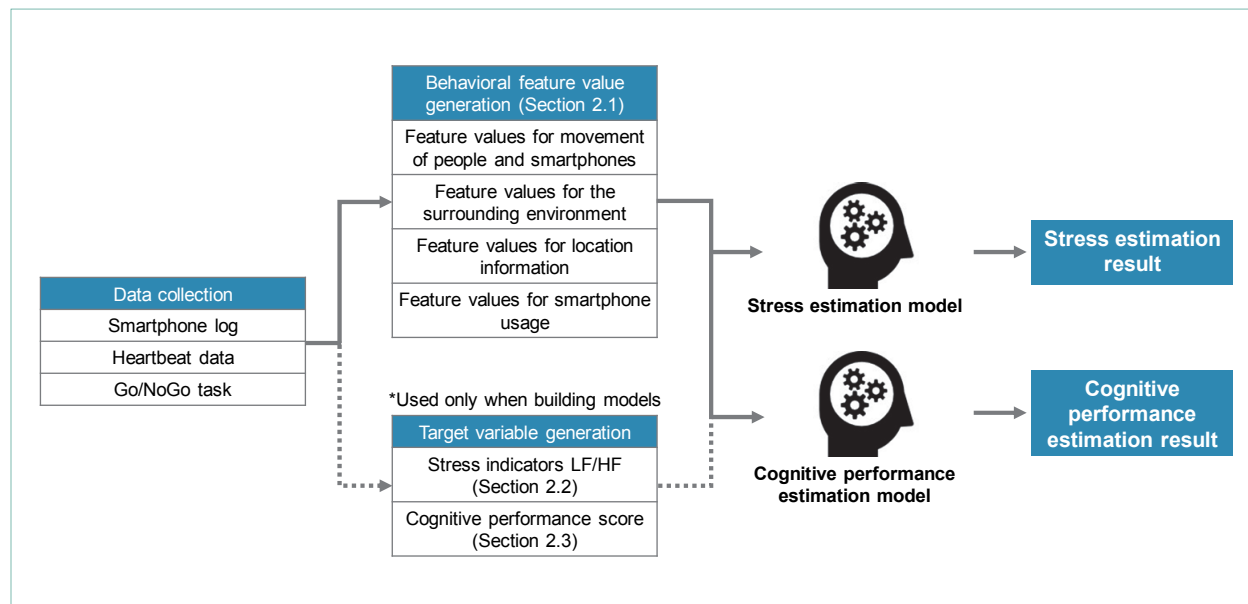 Data collection
Smartphone log
Heartbeat data
Go/NoGo task
Behavioral feature value
generation (Section 2.1)
Feature values for movement
of people and smartphones
Feature values for the
surrounding environment
Feature values for location
information
Feature values for smartphone
usage
*Used only when building models
Target variable generation
Stress indicators LF/HF
(Section 2.2)
Cognitive performance score
(Section 2.3)
Stress estimation model
Cognitive performance
estimation model
Stress estimation
result
Cognitive
performance
estimation result